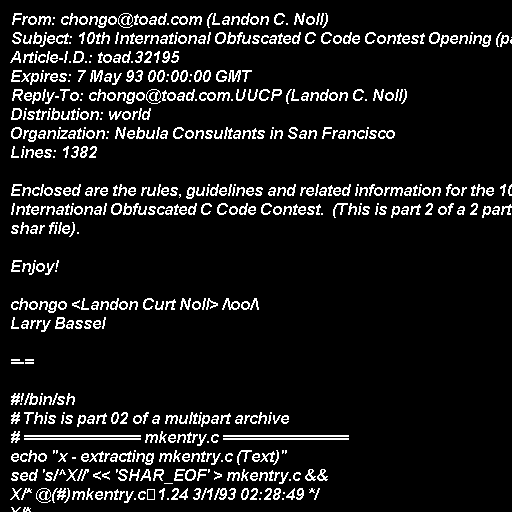 From: chongo@toad.com (Landon C. Noll)
Subject: 10th International Obfuscated C Code Contest Opening
Article-I.D.: toad.32195
Expires: 7 May 93 00:00:00 GMT
Reply-To: chongo@toad.com.UUCP (Landon C. Noll)
Distribution: world
Organization: Nebula Consultants in San Francisco
Lines: 1382

Enclosed are the rules, guidelines and related information for the
International Obfuscated C Code Contest.  (This is part 2 of a 2 part
shar file).

Enjoy!

chongo <Landon Curt Noll> /\oo/\
Larry Bassel

=-=

#!/bin/sh
# This is part 02 of a multipart archive
# ============ mkentry.c ==============
echo "x - extracting mkentry.c (Text)"
sed 's/^X//' << 'SHAR_EOF' > mkentry.c &&
X/* @(#)mkentry.c 1.24 3/1/93 02:28:49 */